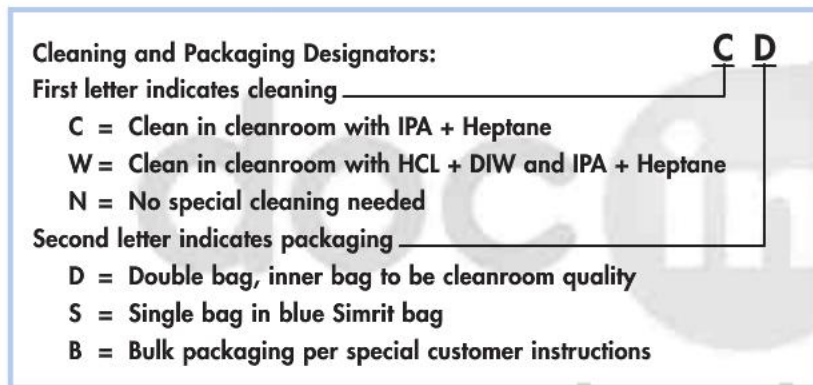 Cleaning and Packaging Designators: C D
First letter indicates cleaning
C = Clean in cleanroom with IPA + Heptane
W = Clean in cleanroom with HCL + DIW and IPA + Heptane
N = No special cleaning needed
Second letter indicates packaging
D = Double bag, inner bag to be cleanroom quality
S = Single bag in blue Simrit bag
B = Bulk packaging per special customer instructions
doc in